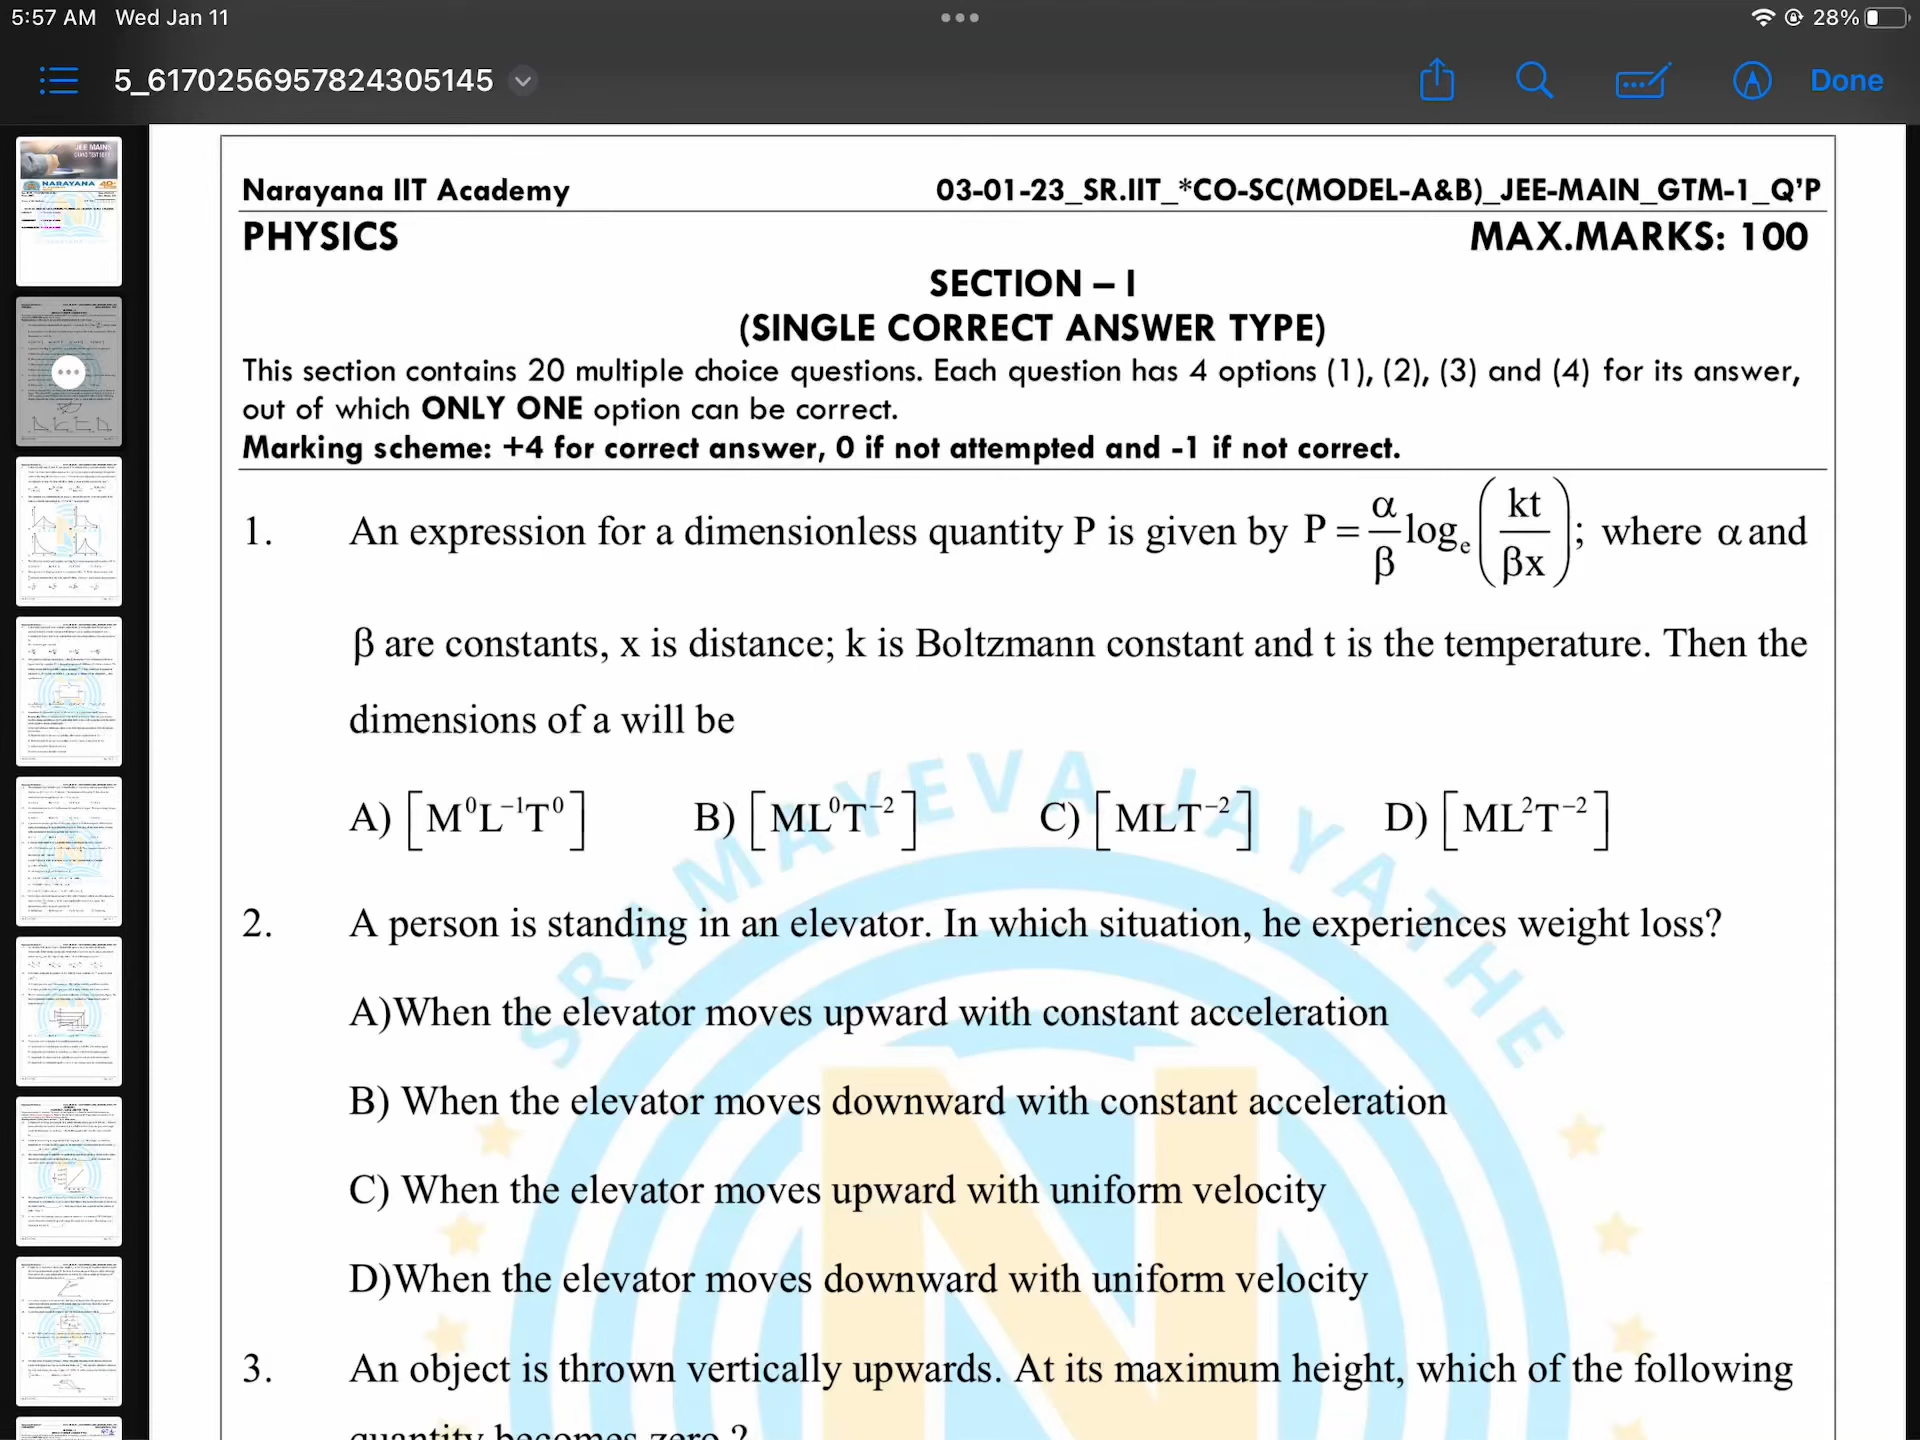 5:57 AM Wed Jan 11
28%
5_6170256957824305145
Done
Narayana IIT Academy 03-01-23_SR.IIT_*CO-SC(MODEL-A&B)_JEE-MAIN_GTM-1_Q'P
PHYSICS MAX.MARKS: 100
SECTION – I
(SINGLE CORRECT ANSWER TYPE)
This section contains 20 multiple choice questions. Each question has 4 options (1), (2), (3) and (4) for its answer,
out of which ONLY ONE option can be correct.
Marking scheme: +4 for correct answer, 0 if not attempted and -1 if not correct.
1. An expression for a dimensionless quantity P is given by P = α/β logₑ (kt/βx); where α and
β are constants, x is distance; k is Boltzmann constant and t is the temperature. Then the
dimensions of a will be
A) [M⁰L⁻¹T⁰] B) [ML⁰T⁻²] C) [MLT⁻²] D) [ML²T⁻²]
2. A person is standing in an elevator. In which situation, he experiences weight loss?
A)When the elevator moves upward with constant acceleration
B) When the elevator moves downward with constant acceleration
C) When the elevator moves upward with uniform velocity
D)When the elevator moves downward with uniform velocity
3. An object is thrown vertically upwards. At its maximum height, which of the following
quantity becomes zero ?
SRAMAYEVA JAYATHE
JEE MAINS
NARAYANA